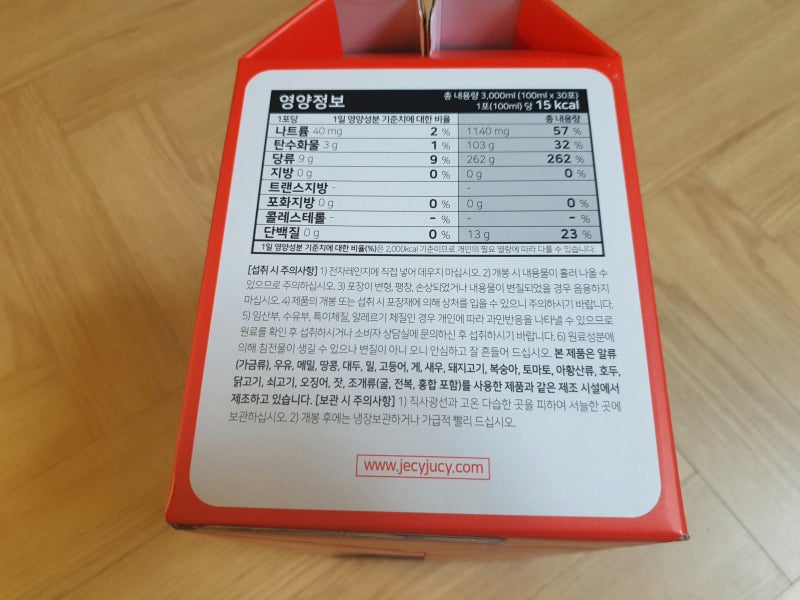 영양정보 총 내용량 3,000ml (100ml x 30포)
1포(100ml) 당 15 kcal
1포당 1일 영양성분 기준치에 대한 비율 총 내용량
나트륨 40 mg 2 % 1140 mg 57 %
탄수화물 3 g 1 % 103 g 32 %
당류 9 g 9 % 262 g 262 %
지방 0 g 0 % 0 g 0 %
트랜스지방 - -
포화지방 0 g 0 % 0 g 0 %
콜레스테롤 - - % - - %
단백질 0 g 0 % 13 g 23 %
1일 영양성분 기준치에 대한 비율(%)은 2,000kcal 기준이므로 개인의 필요 열량에 따라 다를 수 있습니다.
[섭취 시 주의사항] 1) 전자레인지에 직접 넣어 데우지 마십시오. 2) 개봉 시 내용물이 흘러 나올 수
있으므로 주의하십시오. 3) 포장이 변형, 팽창, 손상되었거나 내용물이 변질되었을 경우 음용하지
마십시오. 4) 제품의 개봉 또는 섭취 시 포장재에 의해 상처를 입을 수 있으니 주의하시기 바랍니다.
5) 임산부, 수유부, 특이체질, 알레르기 체질인 경우 개인에 따라 과민반응을 나타낼 수 있으므로
원료를 확인 후 섭취하시거나 소비자 상담실에 문의하신 후 섭취하시기 바랍니다. 6) 원료성분에
의해 침전물이 생길 수 있으나 변질이 아니 오니 안심하고 잘 흔들어 드십시오. 본 제품은 알류
(가금류), 우유, 메밀, 땅콩, 대두, 밀, 고등어, 게, 새우, 돼지고기, 복숭아, 토마토, 아황산류, 호두,
닭고기, 쇠고기, 오징어, 잣, 조개류(굴, 전복, 홍합 포함)를 사용한 제품과 같은 제조 시설에서
제조하고 있습니다. [보관 시 주의사항] 1) 직사광선과 고온 다습한 곳을 피하여 서늘한 곳에
보관하십시오. 2) 개봉 후에는 냉장보관하거나 가급적 빨리 드십시오.
www.jecyjucy.com